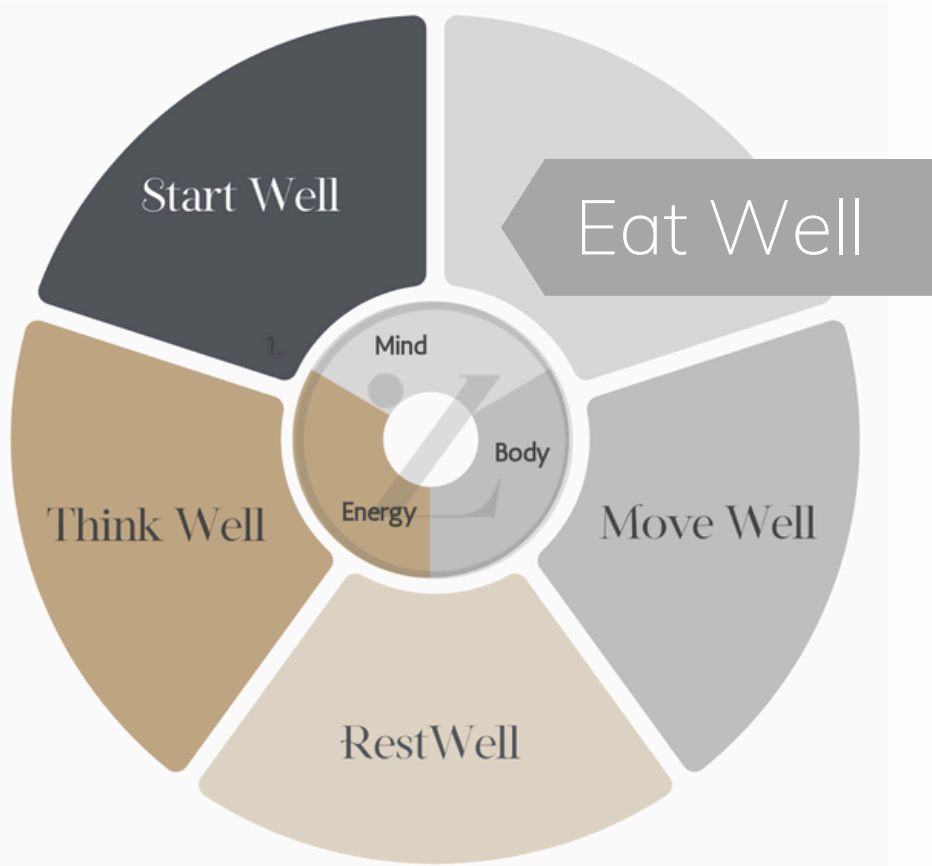 Start Well
Eat Well
1.
Mind
Body
Energy
Think Well
Move Well
RestWell